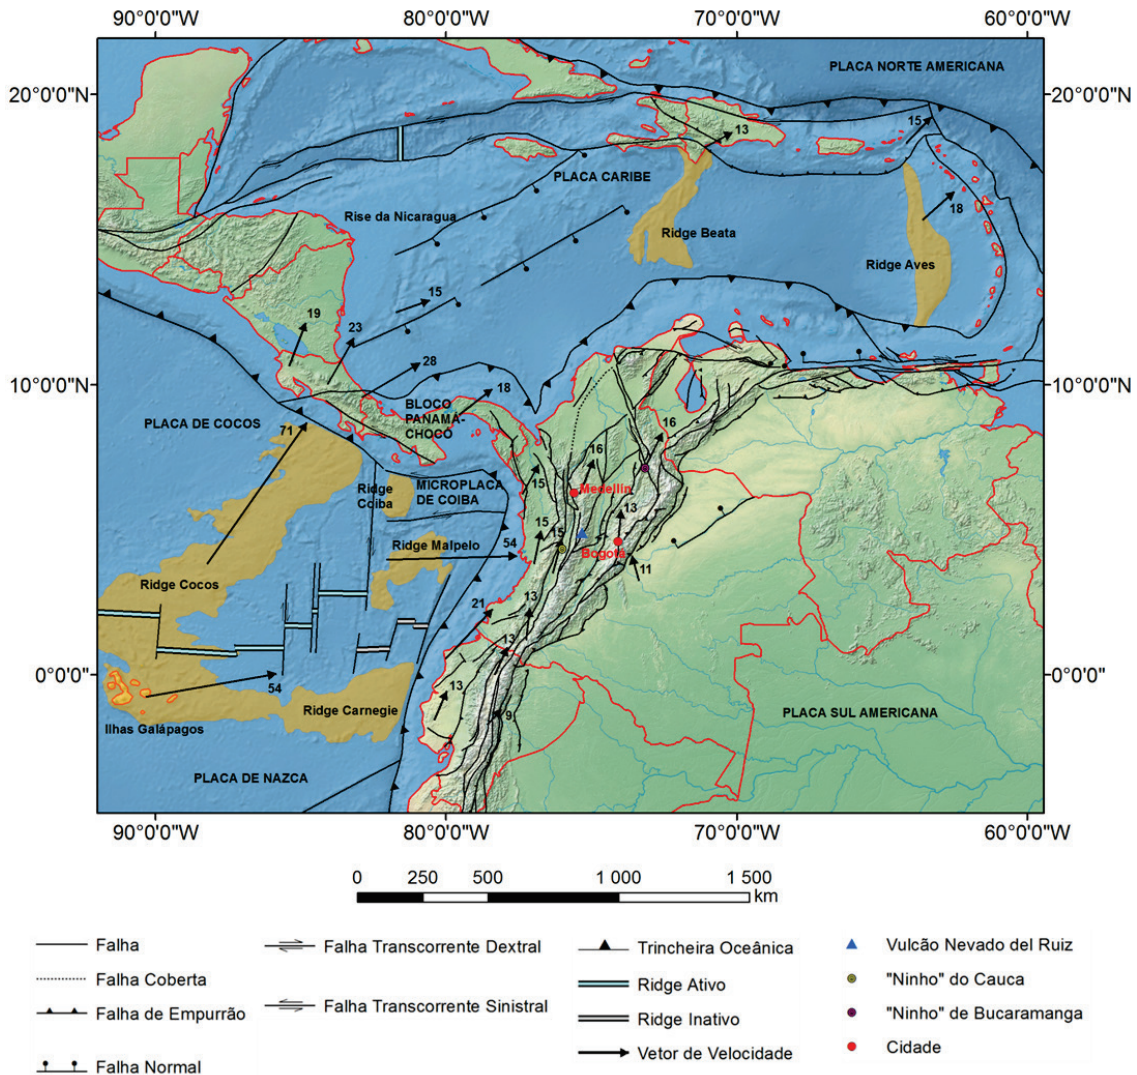 90°0'0"W 80°0'0"W 70°0'0"W 60°0'0"W
20°0'0"N 20°0'0"N
PLACA NORTE AMERICANA
15
13
PLACA CARIBE
18
Rise da Nicaragua
Ridge Beata
Ridge Aves
15
19
23
28
10°0'0"N 10°0'0"N
18
BLOCO
PANAMÁ-
CHOCÓ
PLACA DE COCOS
71
16
16
Ridge
Coiba
MICROPLACA
DE COIBA
15
Medellín
13
15
15
54
Ridge Malpelo
Bogotá
11
Ridge Cocos
21
13
13
0°0'0" 0°0'0"
54
13
9
Ridge Carnegie
PLACA SUL AMERICANA
Ilhas Galápagos
PLACA DE NAZCA
90°0'0"W 80°0'0"W 70°0'0"W 60°0'0"W
0 250 500 1 000 1 500
km
Falha
Falha Coberta
Falha de Empurrão
Falha Normal
Falha Transcorrente Dextral
Falha Transcorrente Sinistral
Trincheira Oceânica
Ridge Ativo
Ridge Inativo
Vetor de Velocidade
Vulcão Nevado del Ruiz
"Ninho" do Cauca
"Ninho" de Bucaramanga
Cidade